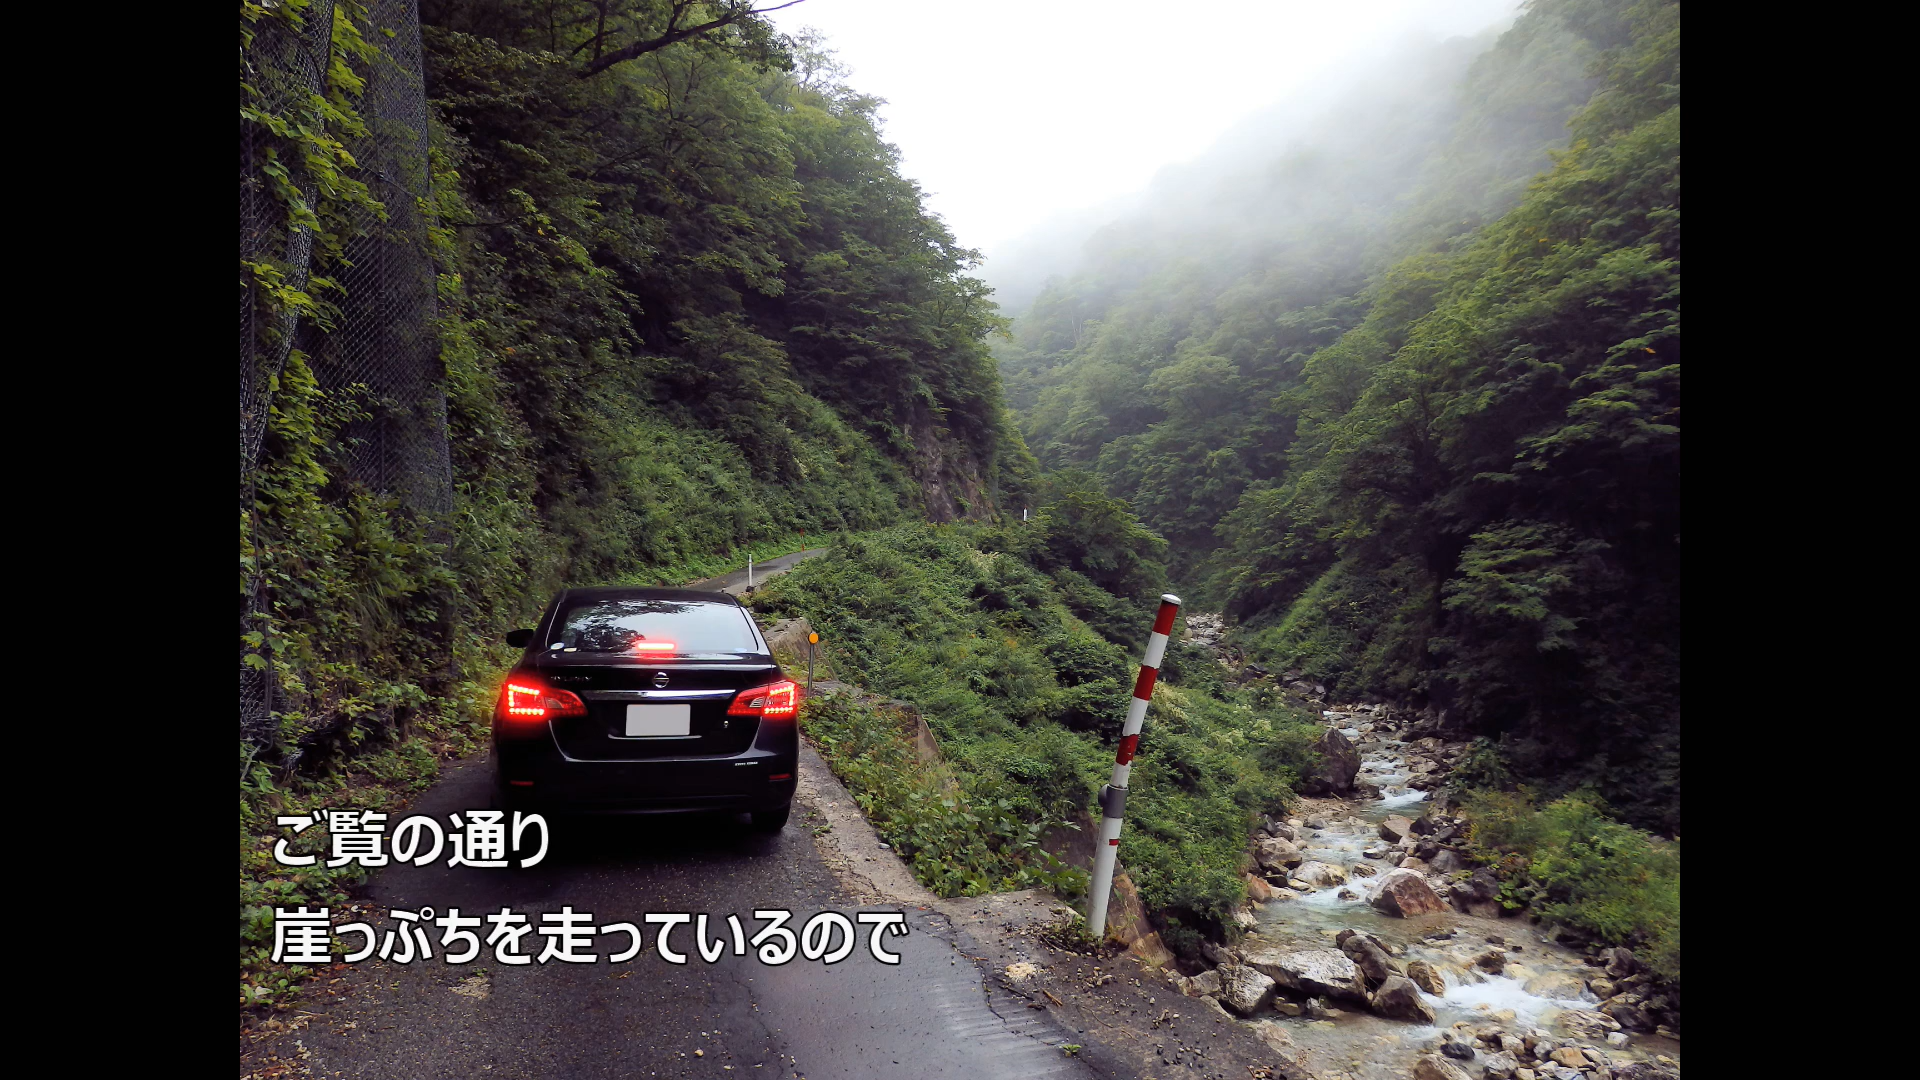 ご覧の通り
崖っぷちを走っているので